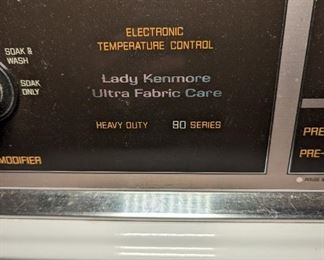 ELECTRONIC
TEMPERATURE CONTROL
SOAK &
WASH
SOAK
ONLY
Lady Kenmore
Ultra Fabric Care
HEAVY DUTY 80 SERIES
MODIFIER
PRE
PRE-